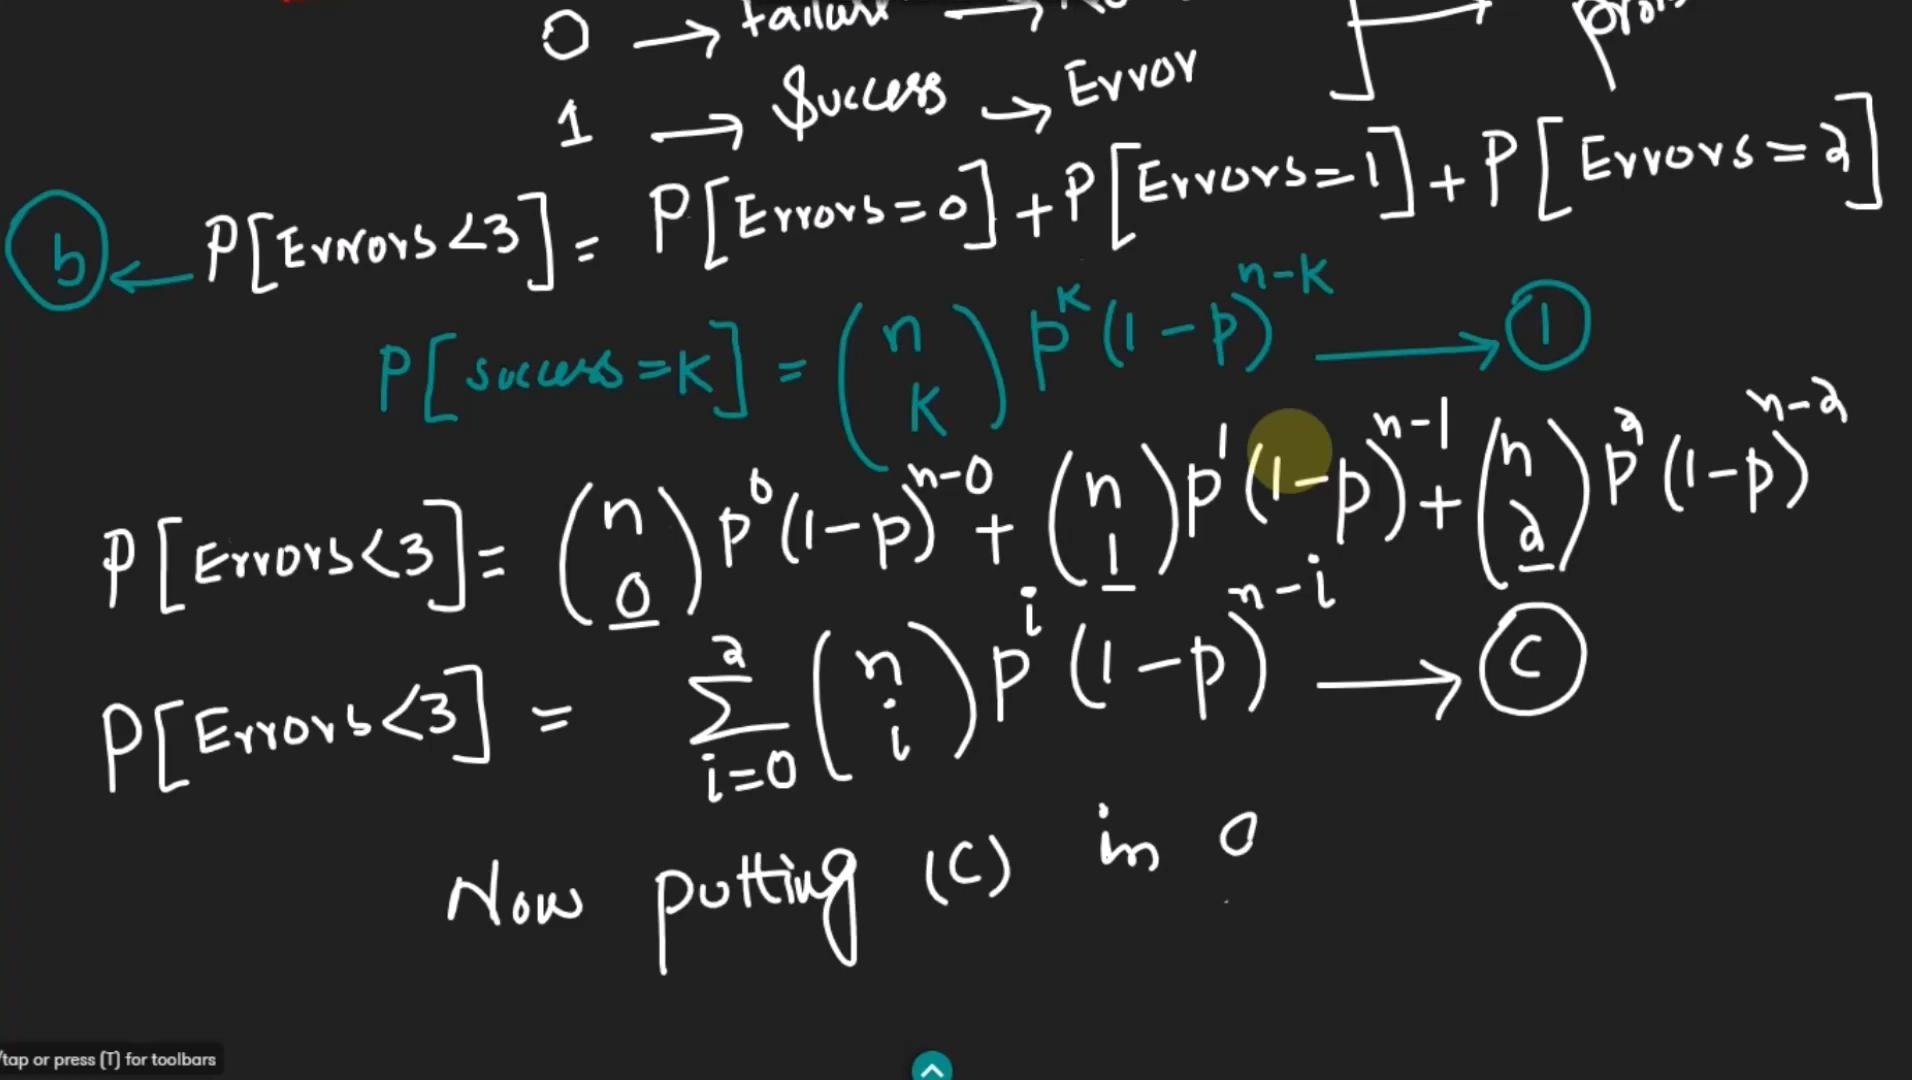 0 → failure →
1 → Success → Error
b ← P[Errors<3] = P[Errors=0] + P[Errors=1] + P[Errors=2]
P[success=K] = (n K) p^K (1-p)^{n-K} → 1
P[Errors<3] = (n 0) p^0 (1-p)^{n-0} + (n 1) p^1 (1-p)^{n-1} + (n 2) p^2 (1-p)^{n-2}
P[Errors<3] = Σ_{i=0}^{2} (n i) p^i (1-p)^{n-i} → C
Now putting (C) in 0
tap or press (T) for toolbars